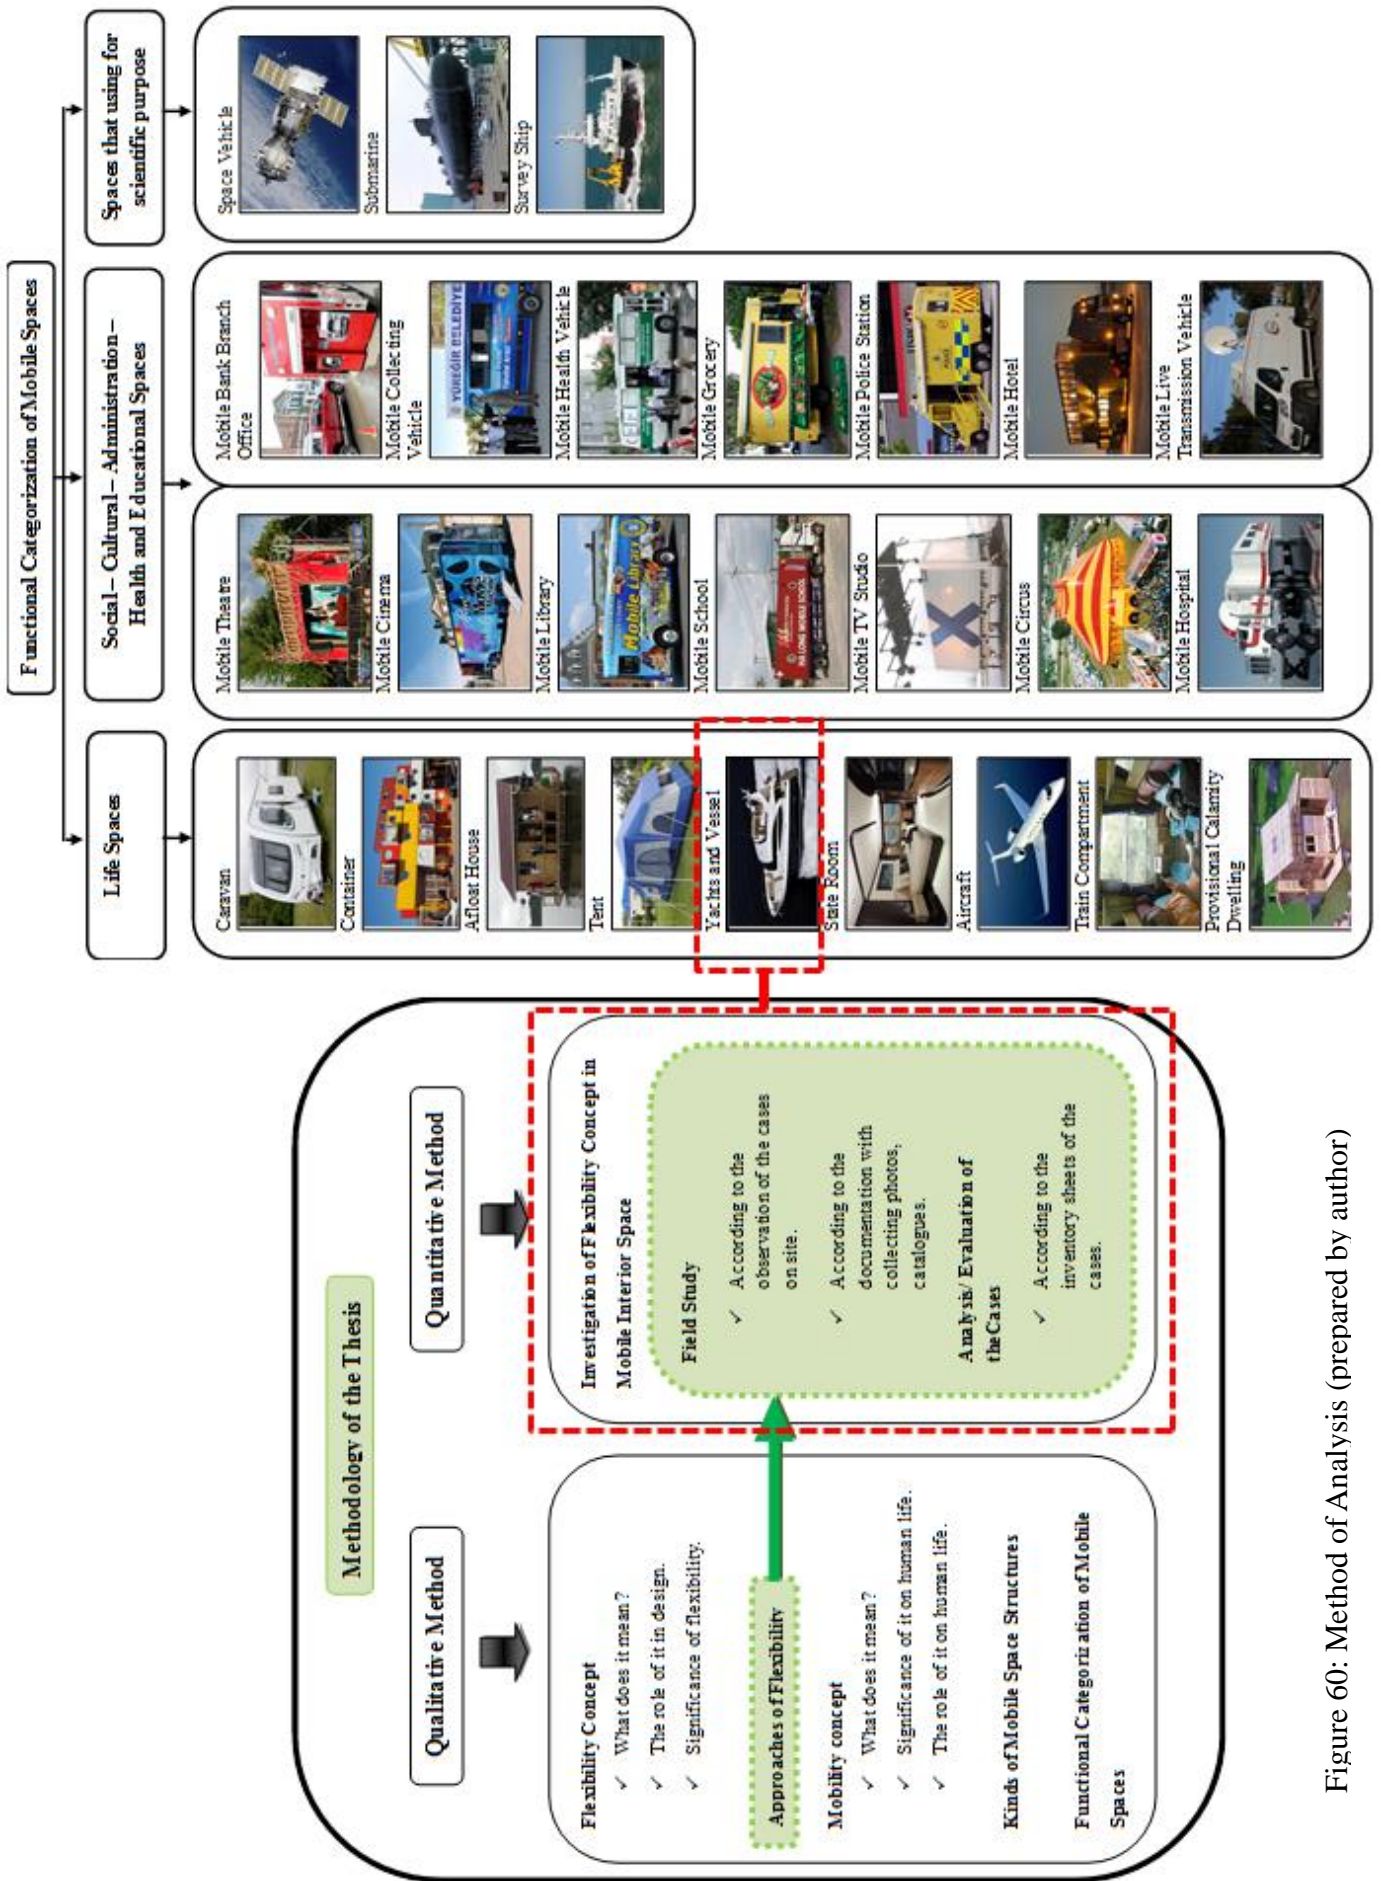 Methodology of the Thesis
Qualitative Method
Flexibility Concept
✓ What does it mean?
✓ The role of it in design.
✓ Significance of flexibility.
Approaches of Flexibility
Mobility concept
✓ What does it mean?
✓ Significance of it on human life.
✓ The role of it on human life.
Kinds of Mobile Space Structures
Functional Categorization of Mobile
Spaces
Quantitative Method
Investigation of Flexibility Concept in
Mobile Interior Space
Field Study
✓ According to the
observation of the cases
on site.
✓ According to the
documentation with
collecting photos,
catalogues.
Analysis/ Evaluation of
the Cases
✓ According to the
inventory sheets of the
cases.
Functional Categorization of Mobile Spaces
Life Spaces
Caravan
Container
Afloat House
Tent
Yachts and Vessel
State Room
Aircraft
Train Compartment
Provisional Calamity
Dwelling
Social – Cultural – Administration –
Health and Educational Spaces
Mobile Theatre
Mobile Cinema
Mobile Library
Mobile Library
Mobile School
HA LONG MOBILE SCHOOL
Mobile TV Studio
Mobile Circus
Mobile Hospital
Mobile Bank Branch
Office
Mobile Collecting
Vehicle
YÜREĞİR BELEDİYE
Mobile Health Vehicle
Mobile Grocery
Mobile Police Station
Mobile Hotel
Mobile Live
Transmission Vehicle
Spaces that using for
scientific purpose
Space Vehicle
Submarine
Survey Ship
Figure 60: Method of Analysis (prepared by author)